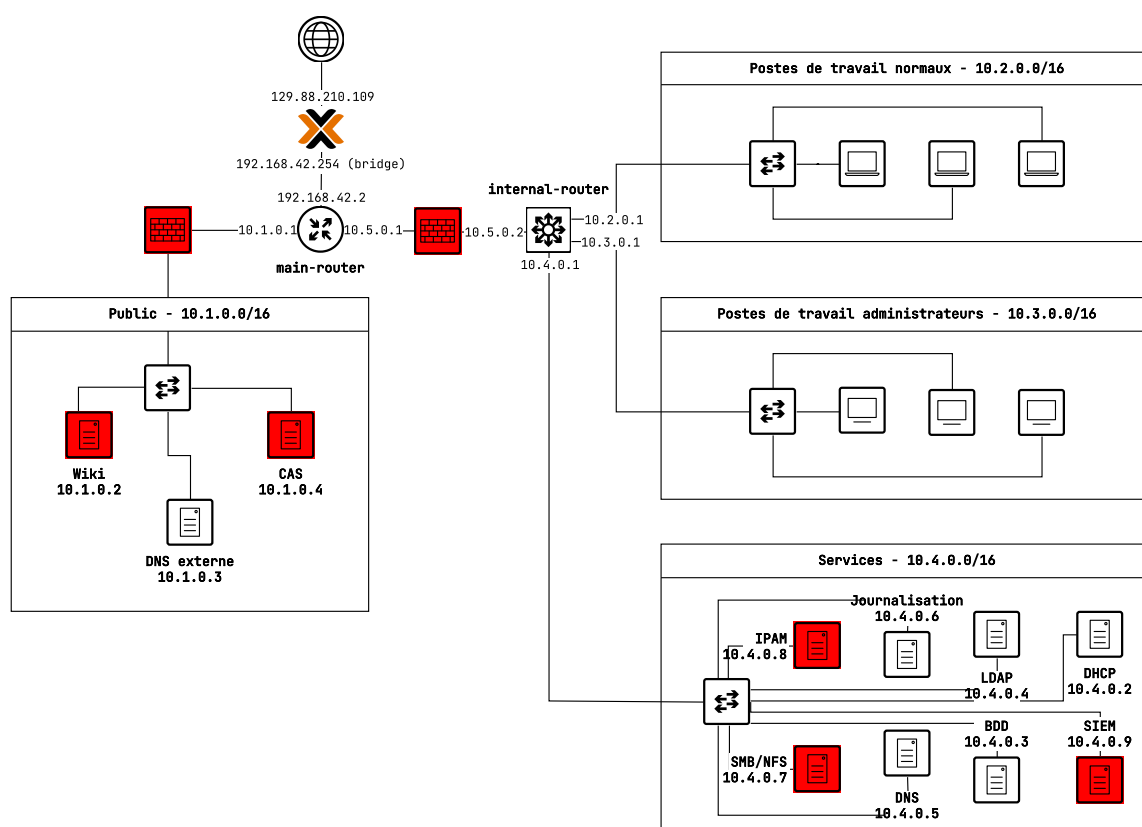 129.88.210.109
192.168.42.254 (bridge)
192.168.42.2
10.1.0.1
10.5.0.1
main-router
10.5.0.2
internal-router
10.2.0.1
10.3.0.1
10.4.0.1
Postes de travail normaux - 10.2.0.0/16
Public - 10.1.0.0/16
Wiki
10.1.0.2
CAS
10.1.0.4
DNS externe
10.1.0.3
Postes de travail administrateurs - 10.3.0.0/16
Services - 10.4.0.0/16
Journalisation
10.4.0.6
IPAM
10.4.0.8
LDAP
10.4.0.4
DHCP
10.4.0.2
SMB/NFS
10.4.0.7
DNS
10.4.0.5
BDD
10.4.0.3
SIEM
10.4.0.9